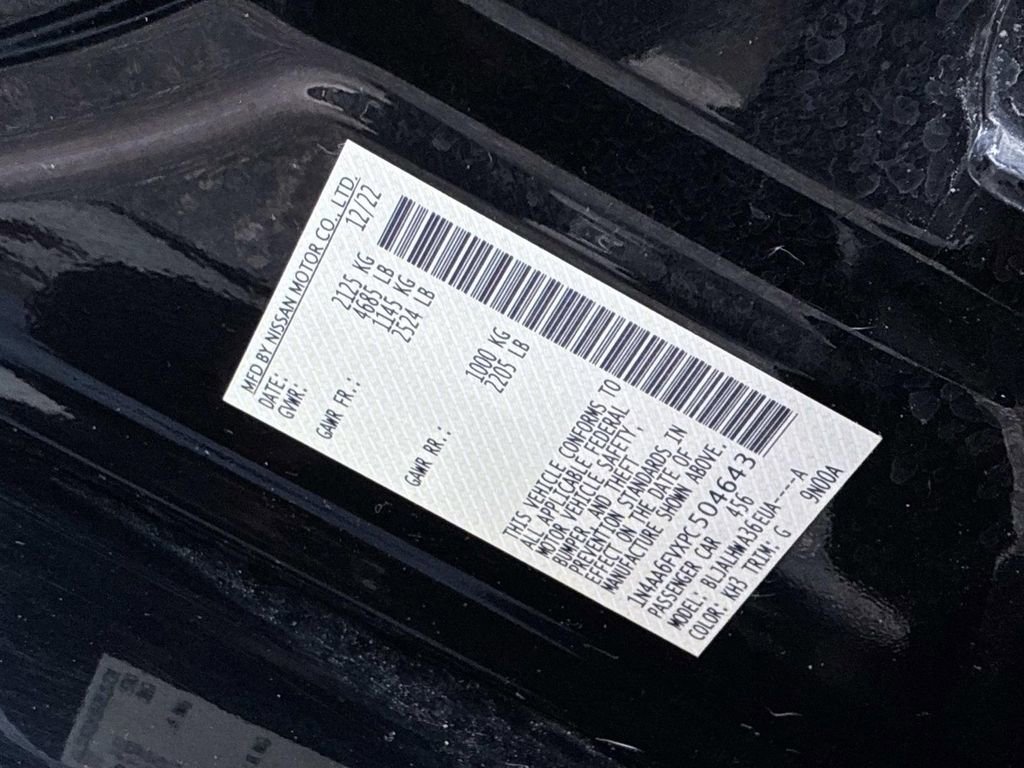 MFD BY NISSAN MOTOR CO., LTD.
DATE: 12/22
GVWR: 2125 KG
4685 LB
GAWR FR.: 1145 KG
2524 LB
GAWR RR.: 1000 KG
2205 LB
THIS VEHICLE CONFORMS TO
ALL APPLICABLE FEDERAL
MOTOR VEHICLE SAFETY,
BUMPER, AND THEFT
PREVENTION STANDARDS IN
EFFECT ON THE DATE OF
MANUFACTURE SHOWN ABOVE.
1N4AA6FVXPC504643
PASSENGER CAR 456
MODEL: BLJALHWA36EUA----A
COLOR: KH3 TRIM: G 9N00A